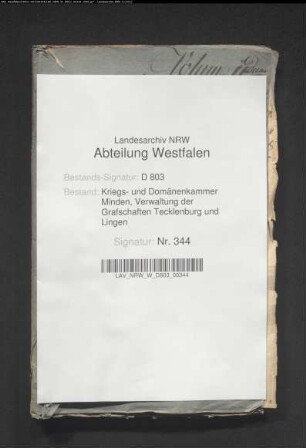 Volum
Landesarchiv NRW
Abteilung Westfalen
Bestands-Signatur: D 803
Bestand: Kriegs- und Domänenkammer
Minden, Verwaltung der
Grafschaften Tecklenburg und
Lingen
Signatur: Nr. 344
LAV_NRW_W_D803_00344